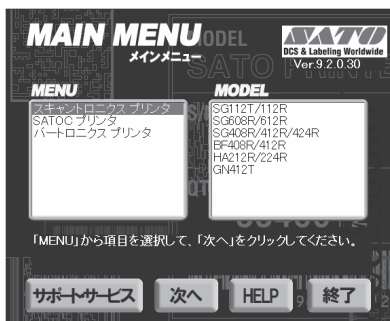 MAIN MENU
メインメニュー
SATO
DCS & Labeling Worldwide
Ver.9.2.0.30
MENU
MODEL
スキャントロニクス プリンタ
SATOC プリンタ
バートロニクス プリンタ
SG112T/112R
SG608R/612R
SG408R/412R/424R
BF408R/412R
HA212R/224R
GN412T
「MENU」から項目を選択して、「次へ」をクリックしてください。
サポート・サービス
次へ
HELP
終了